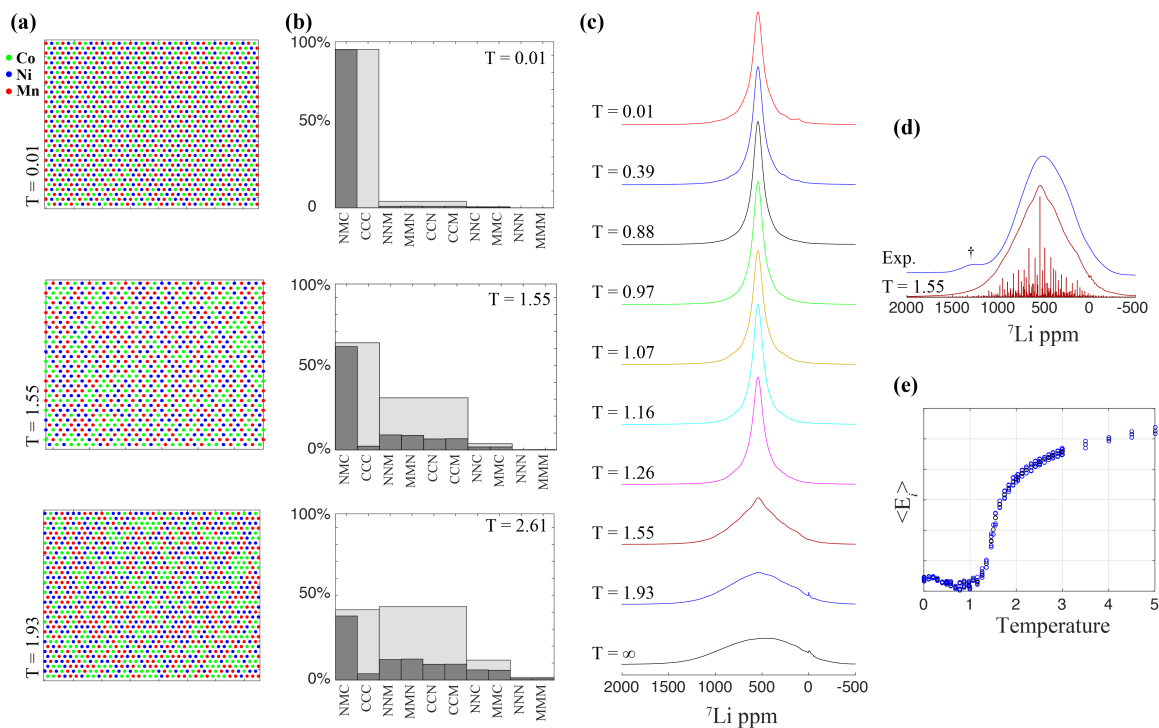 (a)
Co
Ni
Mn
T = 0.01
T = 1.55
T = 1.93
(b)
100%
50%
0
T = 0.01
NMC CCC NNM MMN CCN CCM NNC MMC NNN MMM
100%
50%
0%
T = 1.55
NMC CCC NNM MMN CCN CCM NNC MMC NNN MMM
100%
50%
0%
T = 2.61
NMC CCC NNM MMN CCN CCM NNC MMC NNN MMM
(c)
T = 0.01
T = 0.39
T = 0.88
T = 0.97
T = 1.07
T = 1.16
T = 1.26
T = 1.55
T = 1.93
T = ∞
2000 1500 1000 500 0 -500
⁷Li ppm
(d)
†
Exp.
T = 1.55
2000 1500 1000 500 0 -500
⁷Li ppm
(e)
<E_i>
0 1 2 3 4 5
Temperature